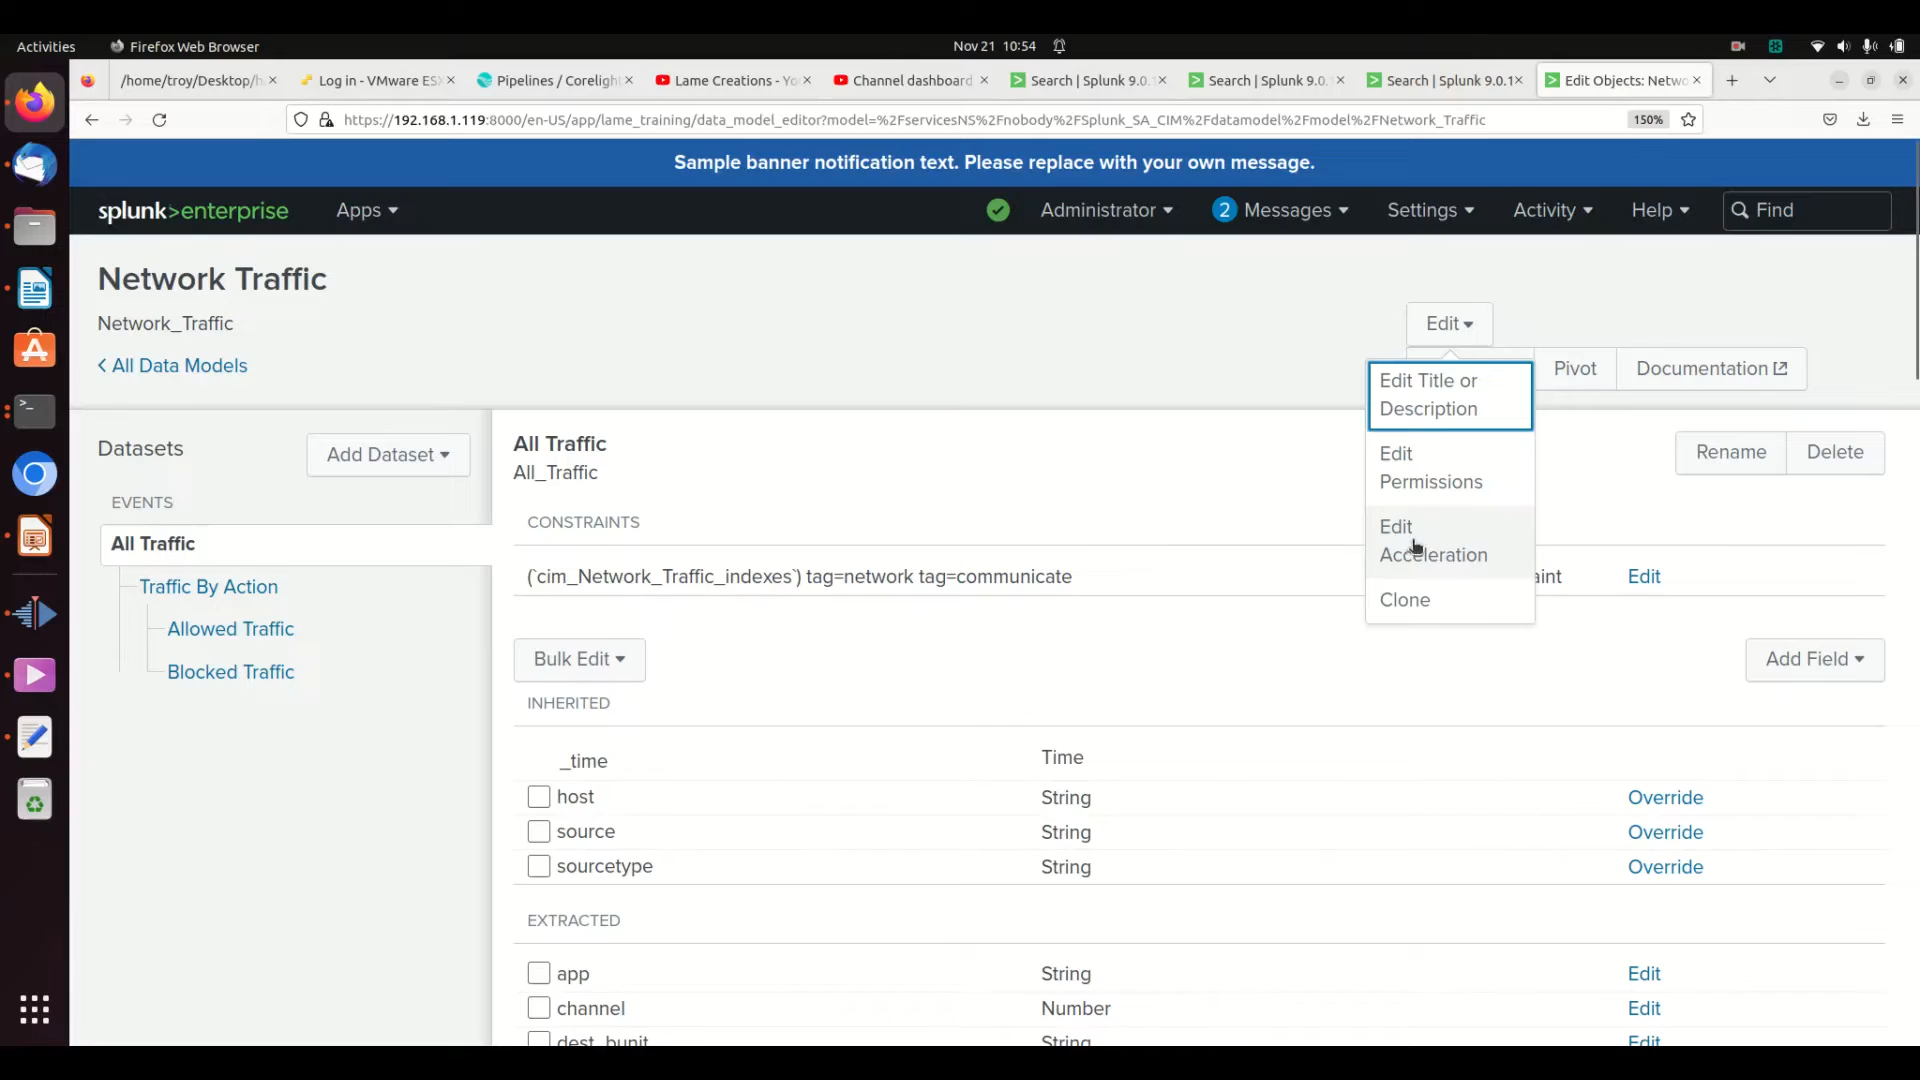 Activities
Firefox Web Browser
Nov 21 10:54
/home/troy/Desktop/h
Log in - VMware ESX
Pipelines / Corelight
Lame Creations - Yo
Channel dashboard
Search | Splunk 9.0.1
Search | Splunk 9.0.
Search | Splunk 9.0.1
Edit Objects: Netwo
https://192.168.1.119:8000/en-US/app/lame_training/data_model_editor?model=%2FservicesNS%2Fnobody%2FSplunk_SA_CIM%2Fdatamodel%2Fmodel%2FNetwork_Traffic
150%
Sample banner notification text. Please replace with your own message.
splunk>enterprise
Apps
Administrator
2 Messages
Settings
Activity
Help
Find
Network Traffic
Network_Traffic
Edit
All Data Models
Pivot
Documentation
Edit Title or
Description
Edit
Permissions
Edit
Acceleration
Clone
Datasets
Add Dataset
EVENTS
All Traffic
Traffic By Action
Allowed Traffic
Blocked Traffic
All Traffic
All_Traffic
Rename
Delete
CONSTRAINTS
(`cim_Network_Traffic_indexes`) tag=network tag=communicate
aint
Edit
Bulk Edit
Add Field
INHERITED
_time Time
host String Override
source String Override
sourcetype String Override
EXTRACTED
app String Edit
channel Number Edit
dest_bunit String Edit